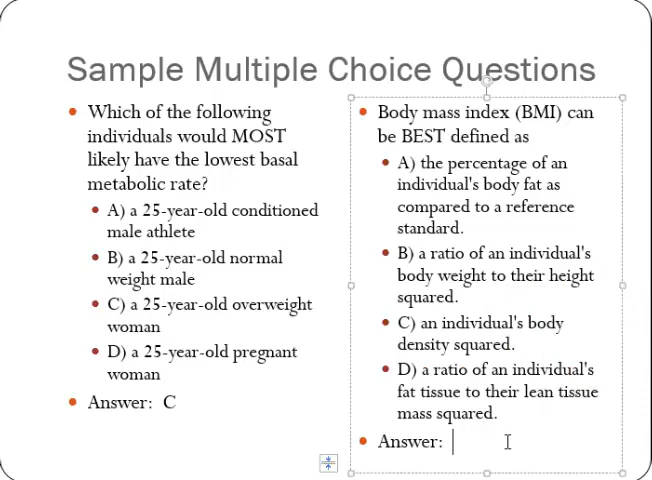 Sample Multiple Choice Questions
Which of the following
individuals would MOST
likely have the lowest basal
metabolic rate?
A) a 25-year-old conditioned
male athlete
B) a 25-year-old normal
weight male
C) a 25-year-old overweight
woman
D) a 25-year-old pregnant
woman
Answer: C
Body mass index (BMI) can
be BEST defined as
A) the percentage of an
individual's body fat as
compared to a reference
standard.
B) a ratio of an individual's
body weight to their height
squared.
C) an individual's body
density squared.
D) a ratio of an individual's
fat tissue to their lean tissue
mass squared.
Answer: